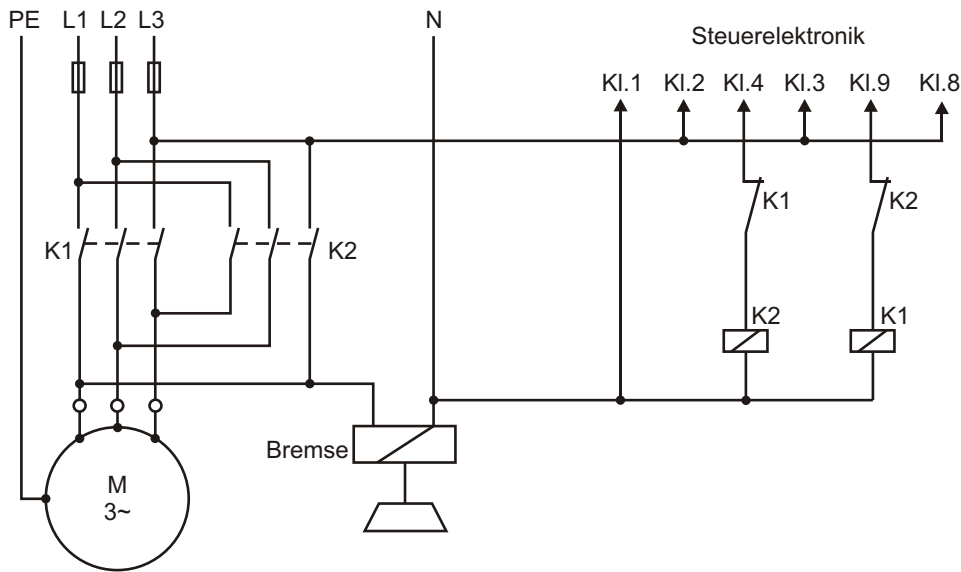 PE L1 L2 L3 N
Steuerelektronik
Kl.1 Kl.2 Kl.4 Kl.3 Kl.9 Kl.8
K1 K2
K1 K2
K2 K1
Bremse
M
3~